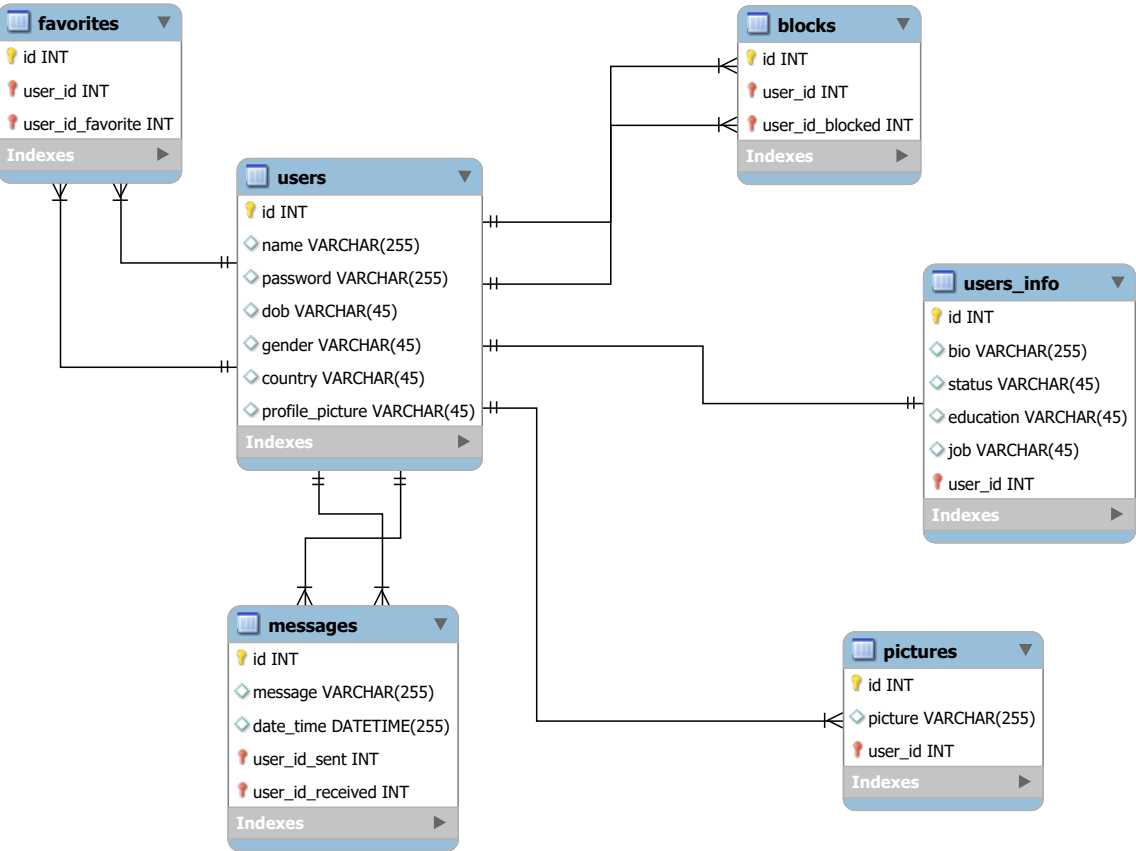 favorites
id INT
user_id INT
user_id_favorite INT
Indexes
blocks
id INT
user_id INT
user_id_blocked INT
Indexes
users
id INT
name VARCHAR(255)
password VARCHAR(255)
dob VARCHAR(45)
gender VARCHAR(45)
country VARCHAR(45)
profile_picture VARCHAR(45)
Indexes
users_info
id INT
bio VARCHAR(255)
status VARCHAR(45)
education VARCHAR(45)
job VARCHAR(45)
user_id INT
Indexes
messages
id INT
message VARCHAR(255)
date_time DATETIME(255)
user_id_sent INT
user_id_received INT
Indexes
pictures
id INT
picture VARCHAR(255)
user_id INT
Indexes